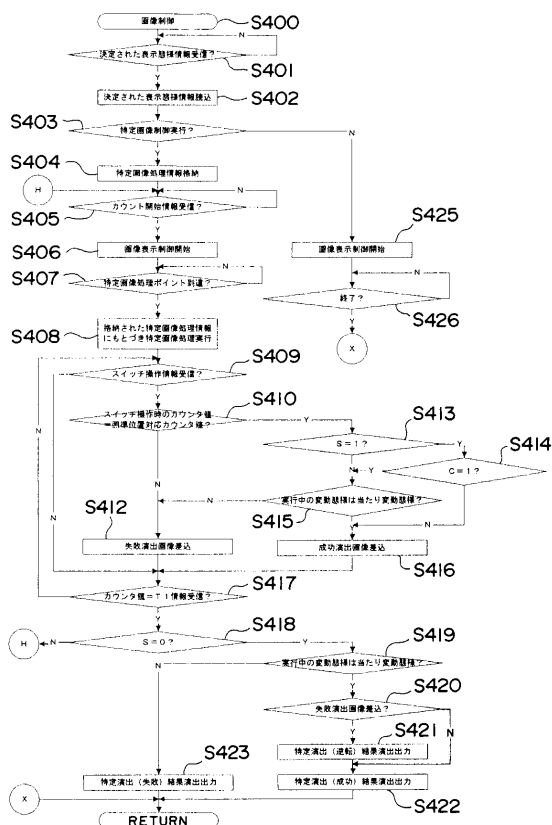 画像制御
S400
N
決定された表示態様情報受信?
S401
Y
決定された表示態様情報読込
S402
S403
特定画像制御実行?
N
Y
S404
特定画像処理情報格納
H
N
カウント開始情報受信?
S405
Y
S425
S406
画像表示制御開始
画像表示制御開始
S407
N
N
特定画像処理ポイント到達?
終了?
S426
Y
Y
格納された特定画像処理情報
にもとづき特定画像処理実行
S408
X
S409
スイッチ操作情報受信?
S410
Y
スイッチ操作時のカウンタ値
=照準位置対応カウンタ値?
Y
S413
S=1?
Y
S414
N
N
Y
C=1?
S412
N
実行中の変動態様は当たり変動態様?
N
S415
Y
N
失敗演出画像差込
成功演出画像差込
S416
S417
カウンタ値=T1情報受信?
Y
S418
H
N
S=0?
Y
S419
N
実行中の変動態様は当たり変動態様?
Y
S420
失敗演出画像差込?
Y
S421
N
特定演出(逆転)結果演出出力
S423
特定演出(失敗)結果演出出力
特定演出(成功)結果演出出力
S422
X
RETURN